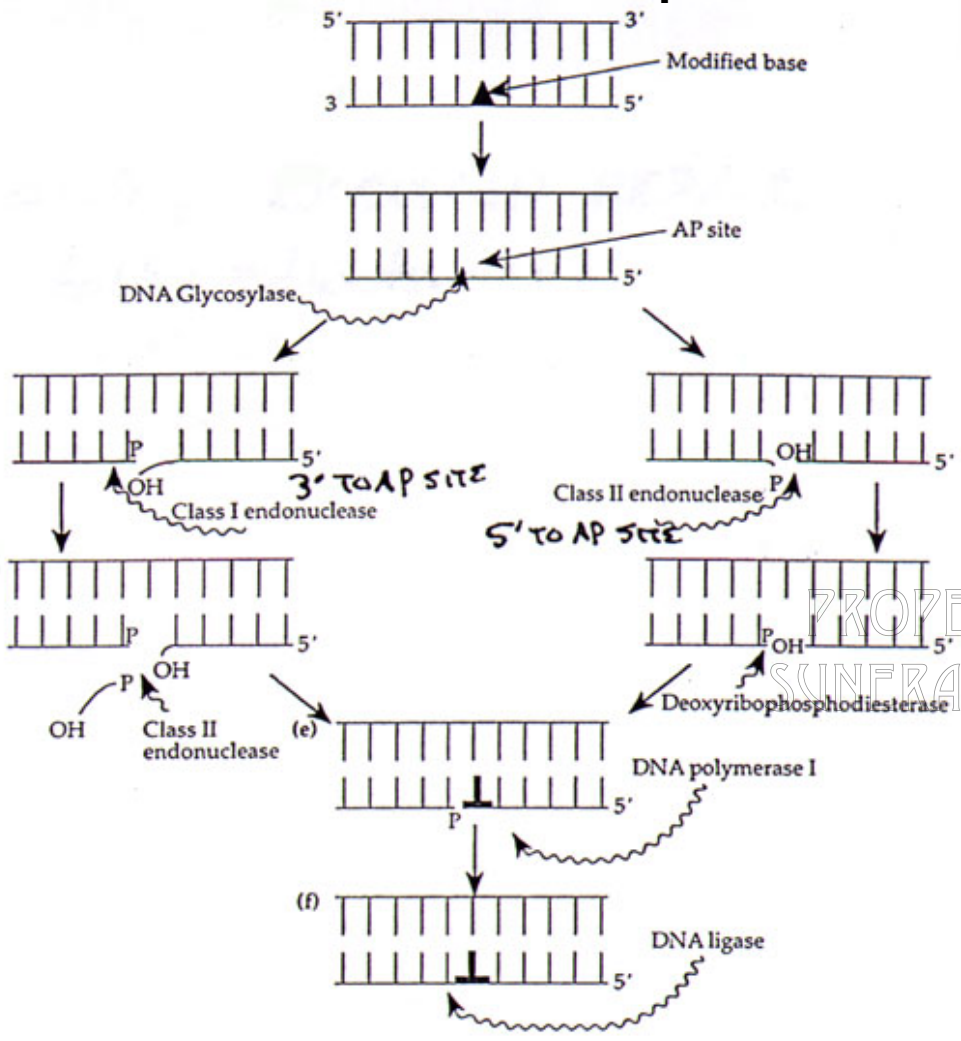 5' 3'
Modified base
3 5'
AP site
5'
DNA Glycosylase
P
5'
OH
3' TO AP SITE
Class I endonuclease
OH
5'
P
Class II endonuclease
5' TO AP SITE
P
5'
OH
P
OH
Class II
endonuclease
P OH
5'
Deoxyribophosphodiesterase
(e)
DNA polymerase I
5'
P
(f)
DNA ligase
5'